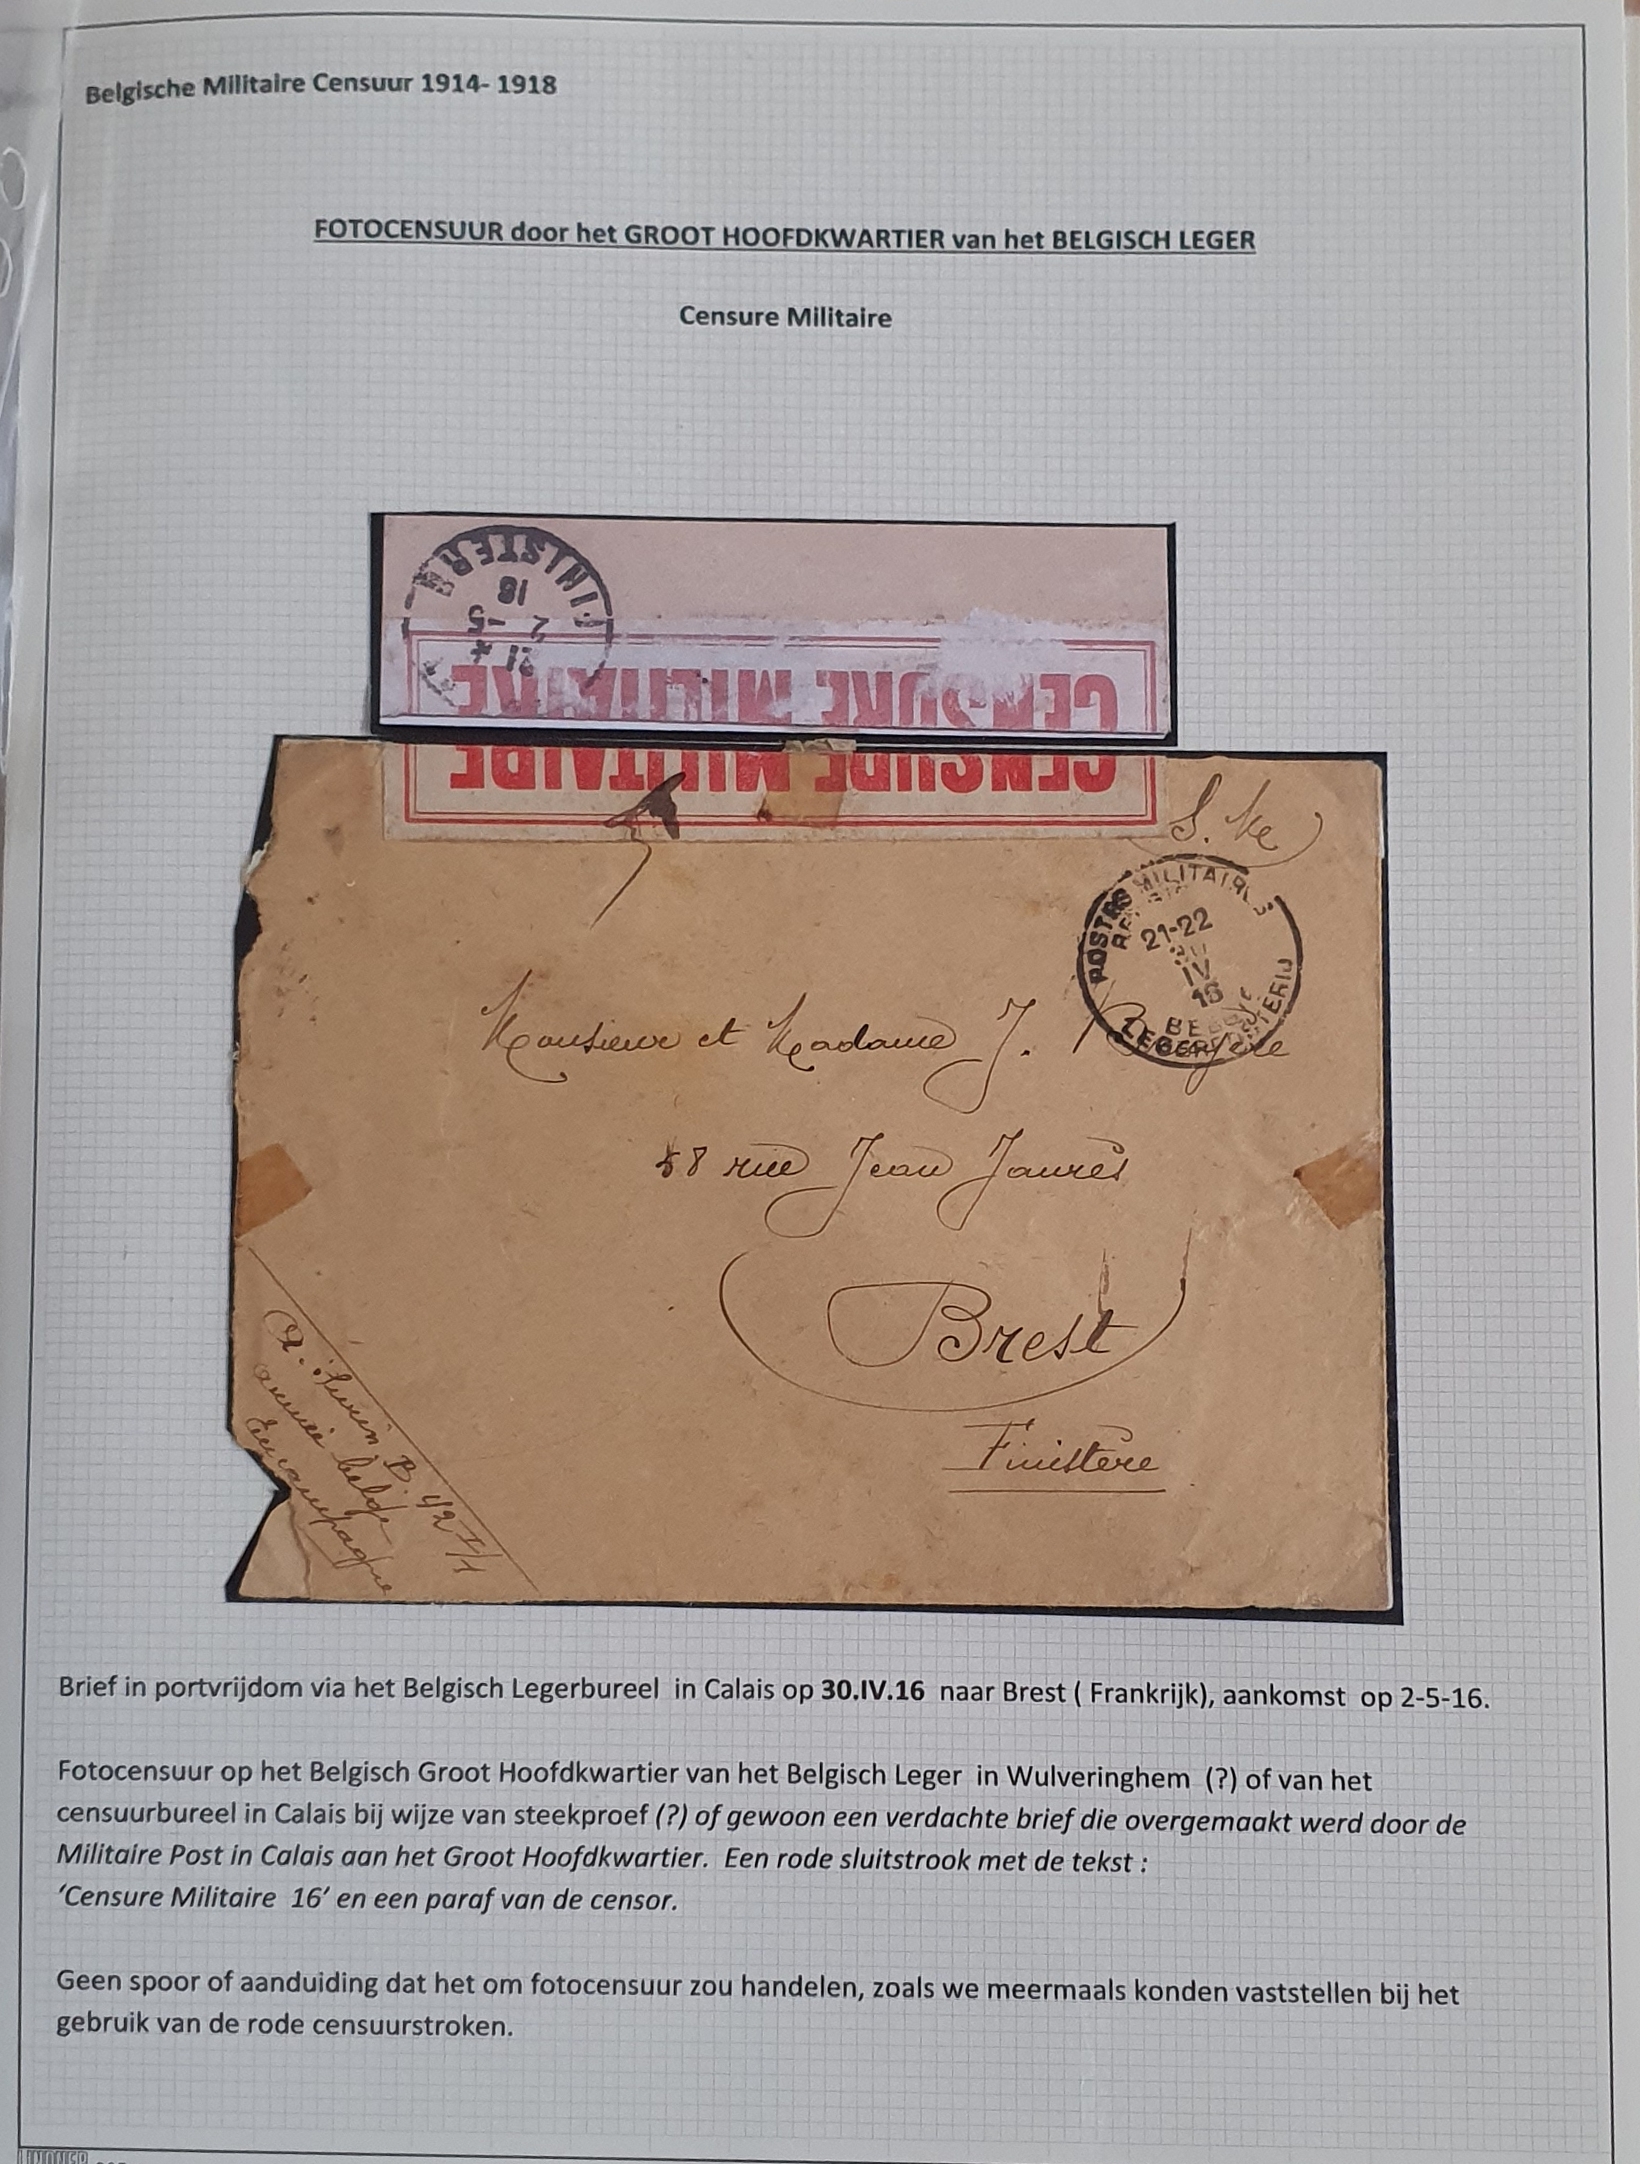 Belgische Militaire Censuur 1914- 1918
FOTOCENSUUR door het GROOT HOOFDKWARTIER van het BELGISCH LEGER
Censure Militaire
FINISTERE
18
2 -5
21 *
CENSURE MILITAIRE
CENSURE MILITAIRE
S. M
POSTES MILITAIRES
21-22
IV
16
BELGIQUE
LEGERPOSTERIJ
Monsieur et Madame J.
58 rue Jean Jaurès
Brest
Finistère
B. 42 I/1
armée belge
En campagne
Brief in portvrijdom via het Belgisch Legerbureel in Calais op 30.IV.16 naar Brest ( Frankrijk), aankomst op 2-5-16.
Fotocensuur op het Belgisch Groot Hoofdkwartier van het Belgisch Leger in Wulveringhem (?) of van het
censuurbureel in Calais bij wijze van steekproef (?) of gewoon een verdachte brief die overgemaakt werd door de
Militaire Post in Calais aan het Groot Hoofdkwartier. Een rode sluitstrook met de tekst :
‘Censure Militaire 16’ en een paraf van de censor.
Geen spoor of aanduiding dat het om fotocensuur zou handelen, zoals we meermaals konden vaststellen bij het
gebruik van de rode censuurstroken.
LINDNER